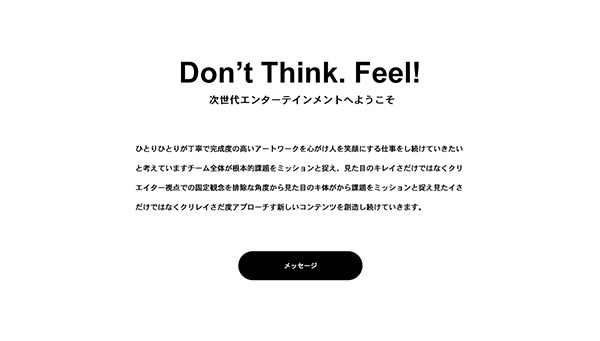 Don’t Think. Feel!
次世代エンターテインメントへようこそ
ひとりひとりが丁寧で完成度の高いアートワークを心がけ人を笑顔にする仕事をし続けていきたい
と考えていますチーム全体が根本的課題をミッションと捉え、見た目のキレイさだけではなくクリ
エイター視点での固定観念を排除な角度から見た目のキ体がから課題をミッションと捉え見たイさ
だけではなくクリレイさだ度アプローチす新しいコンテンツを創造し続けていきます。
メッセージ